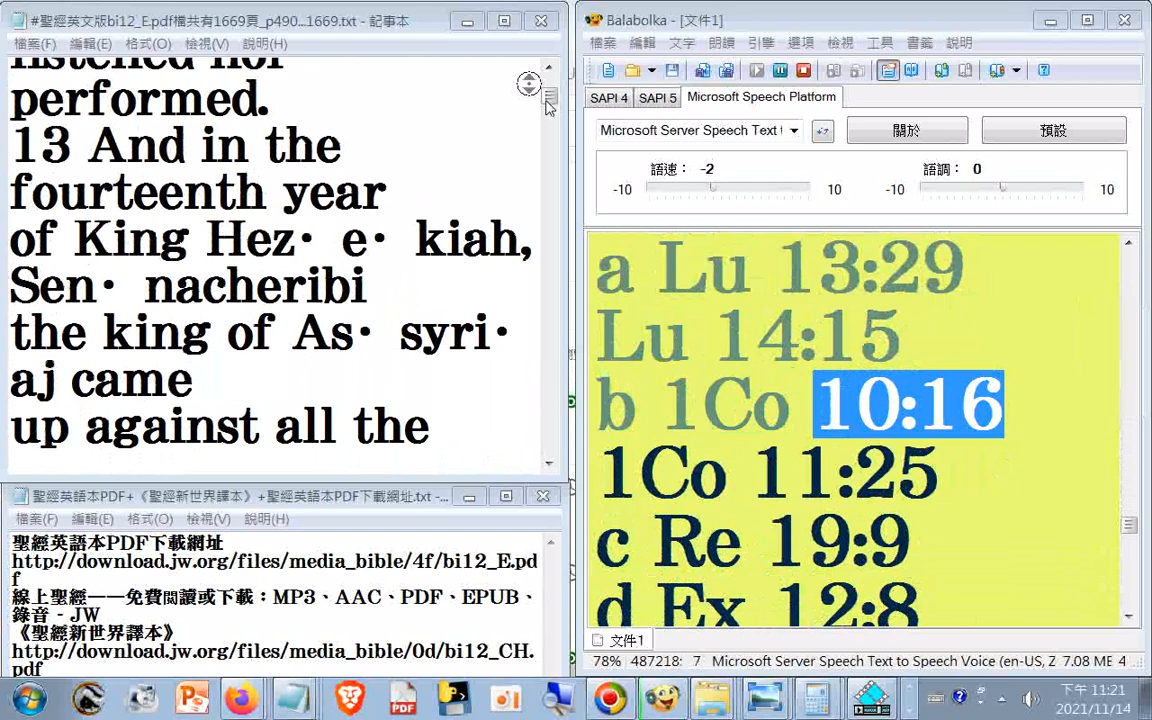 #聖經英文版bi12_E.pdf檔共有1669頁_p490...1669.txt - 記事本
檔案(F) 編輯(E) 格式(O) 檢視(V) 說明(H)
listened nor
performed.
13 And in the
fourteenth year
of King Hez· e· kiah,
Sen· nacheribi
the king of As· syri·
aj came
up against all the
聖經英語本PDF+《聖經新世界譯本》+聖經英語本PDF下載網址.txt -...
檔案(F) 編輯(E) 格式(O) 檢視(V) 說明(H)
聖經英語本PDF下載網址
http://download.jw.org/files/media_bible/4f/bi12_E.pd
f
線上聖經──免費閱讀或下載：MP3、AAC、PDF、EPUB、
錄音 - JW
《聖經新世界譯本》
http://download.jw.org/files/media_bible/0d/bi12_CH.
pdf
Balabolka - [文件1]
檔案 編輯 文字 朗讀 引擎 選項 檢視 工具 書籤 說明
SAPI 4 SAPI 5 Microsoft Speech Platform
Microsoft Server Speech Text 關於 預設
語速： -2 語調： 0
-10 10 -10 10
a Lu 13:29
Lu 14:15
b 1Co 10:16
1Co 11:25
c Re 19:9
d Ex 12:8
文件1
78% 487218: 7 Microsoft Server Speech Text to Speech Voice (en-US, Z 7.08 ME 4
PDF
下午 11:21
2021/11/14